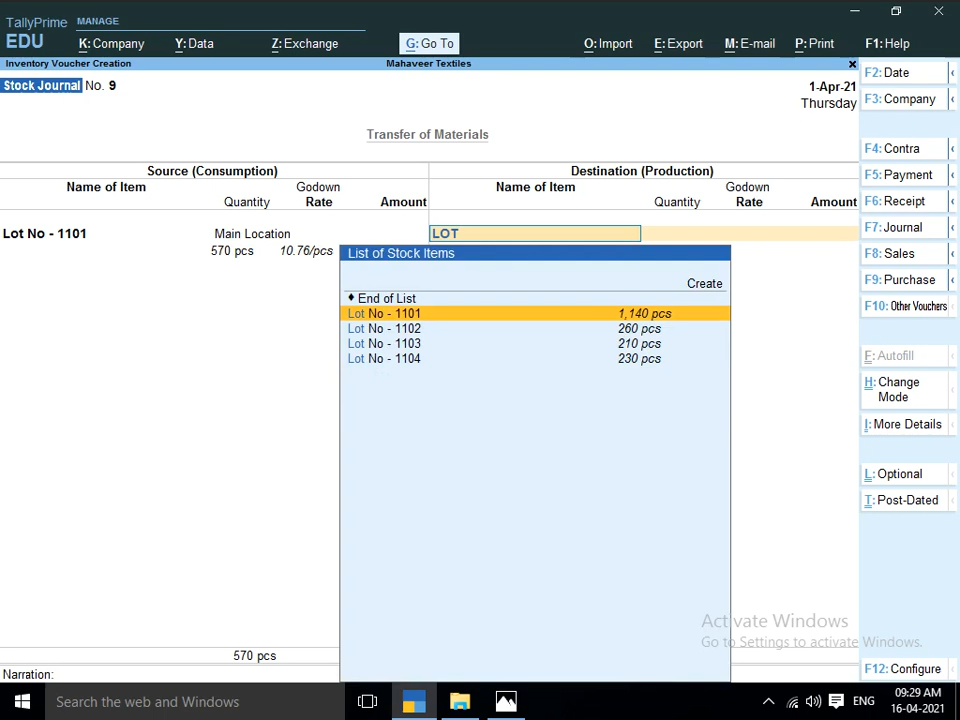 TallyPrime
EDU
MANAGE
K: Company
Y: Data
Z: Exchange
G: Go To
O: Import
E: Export
M: E-mail
P: Print
F1: Help
Inventory Voucher Creation
Mahaveer Textiles
Stock Journal No. 9
1-Apr-21
Thursday
Transfer of Materials
Source (Consumption)
Destination (Production)
Name of Item
Godown
Name of Item
Godown
Quantity
Rate
Amount
Quantity
Rate
Amount
Lot No - 1101
Main Location
LOT
570 pcs
10.76/pcs
List of Stock Items
Create
♦ End of List
Lot No - 1101 1,140 pcs
Lot No - 1102 260 pcs
Lot No - 1103 210 pcs
Lot No - 1104 230 pcs
570 pcs
Narration:
F2: Date
F3: Company
F4: Contra
F5: Payment
F6: Receipt
F7: Journal
F8: Sales
F9: Purchase
F10: Other Vouchers
F: Autofill
H: Change
Mode
I: More Details
L: Optional
T: Post-Dated
F12: Configure
Activate Windows
Go to Settings to activate Windows.
Search the web and Windows
ENG
09:29 AM
16-04-2021